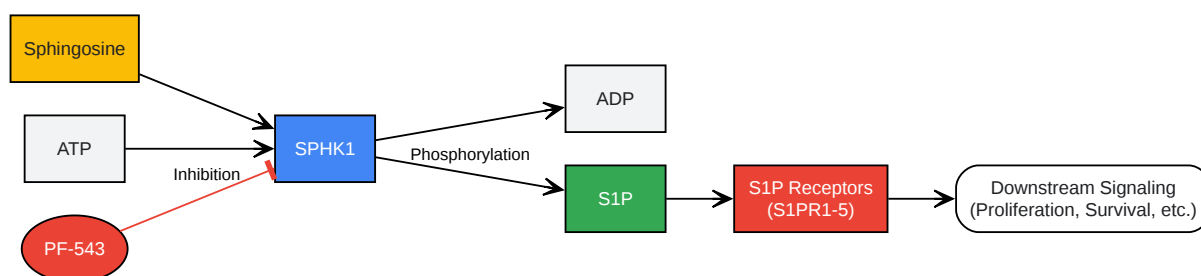 Sphingosine
ATP
Inhibition
PF-543
SPHK1
Phosphorylation
ADP
S1P
S1P Receptors
(S1PR1-5)
Downstream Signaling
(Proliferation, Survival, etc.)